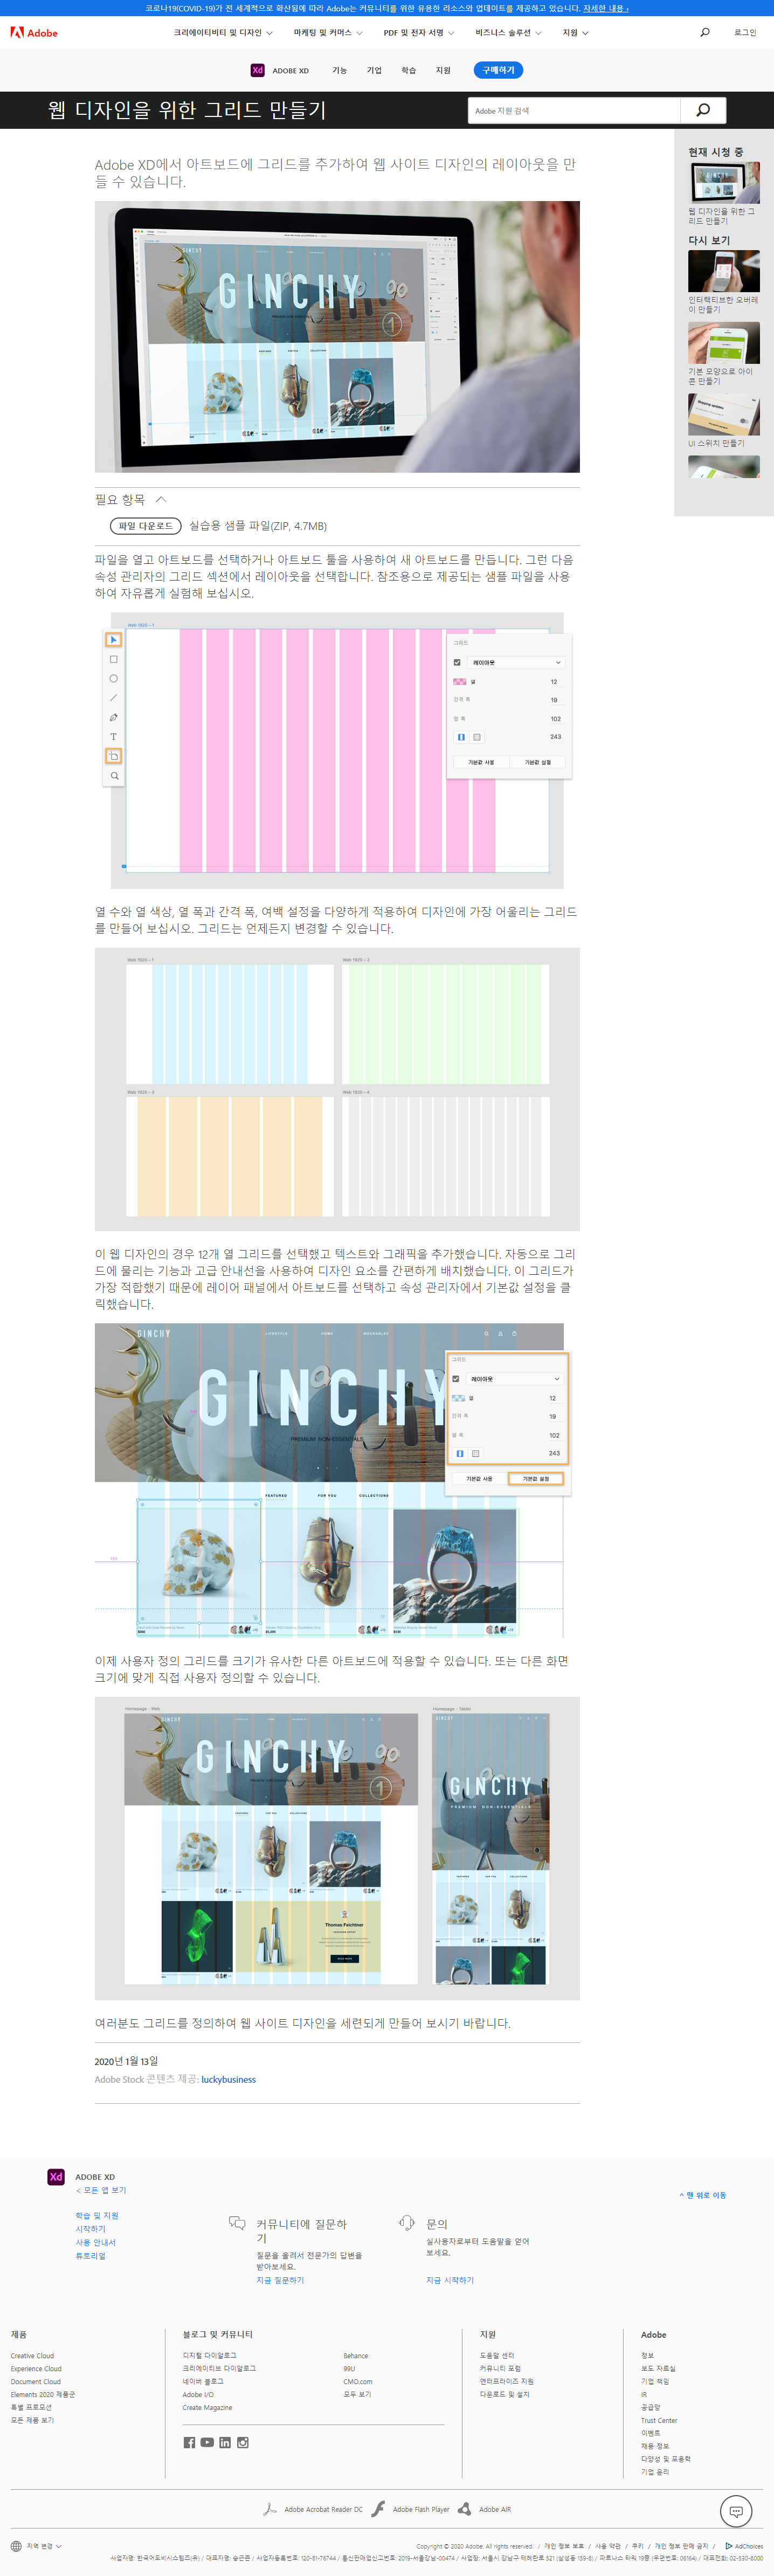 코로나19(COVID-19)가 전 세계적으로 확산됨에 따라 Adobe는 커뮤니티를 위한 유용한 리소스와 업데이트를 제공하고 있습니다. 자세한 내용 ›
Adobe
크리에이티비티 및 디자인
마케팅 및 커머스
PDF 및 전자 서명
비즈니스 솔루션
지원
로그인
Xd ADOBE XD
기능
기업
학습
지원
구매하기
웹 디자인을 위한 그리드 만들기
Adobe 지원 검색
Adobe XD에서 아트보드에 그리드를 추가하여 웹 사이트 디자인의 레이아웃을 만
들 수 있습니다.
현재 시청 중
웹 디자인을 위한 그
리드 만들기
다시 보기
인터랙티브한 오버레
이 만들기
기본 모양으로 아이
콘 만들기
UI 스위치 만들기
GINCHY
필요 항목
파일 다운로드
실습용 샘플 파일(ZIP, 4.7MB)
파일을 열고 아트보드를 선택하거나 아트보드 툴을 사용하여 새 아트보드를 만듭니다. 그런 다음
속성 관리자의 그리드 섹션에서 레이아웃을 선택합니다. 참조용으로 제공되는 샘플 파일을 사용
하여 자유롭게 실험해 보십시오.
Web 1920 – 1
그리드
레이아웃
열 12
간격 폭 19
열 폭 102
243
기본값 사용
기본값 설정
열 수와 열 색상, 열 폭과 간격 폭, 여백 설정을 다양하게 적용하여 디자인에 가장 어울리는 그리드
를 만들어 보십시오. 그리드는 언제든지 변경할 수 있습니다.
Web 1920 – 1
Web 1920 – 2
Web 1920 – 3
Web 1920 – 4
이 웹 디자인의 경우 12개 열 그리드를 선택했고 텍스트와 그래픽을 추가했습니다. 자동으로 그리
드에 물리는 기능과 고급 안내선을 사용하여 디자인 요소를 간편하게 배치했습니다. 이 그리드가
가장 적합했기 때문에 레이어 패널에서 아트보드를 선택하고 속성 관리자에서 기본값 설정을 클
릭했습니다.
GINCHY
LIFESTYLE
HOME
WEARABLES
GINCHY
PREMIUM NON-ESSENTIALS
그리드
레이아웃
열 12
간격 폭 19
열 폭 102
243
기본값 사용
기본값 설정
FEATURED
FOR YOU
COLLECTIONS
이제 사용자 정의 그리드를 크기가 유사한 다른 아트보드에 적용할 수 있습니다. 또는 다른 화면
크기에 맞게 직접 사용자 정의할 수 있습니다.
Homepage – Web
Homepage – Tablet
GINCHY
GINCHY
PREMIUM NON-ESSENTIALS
Thomas Feichtner
여러분도 그리드를 정의하여 웹 사이트 디자인을 세련되게 만들어 보시기 바랍니다.
2020년 1월 13일
Adobe Stock 콘텐츠 제공: luckybusiness
Xd ADOBE XD
< 모든 앱 보기
^ 맨 위로 이동
학습 및 지원
시작하기
사용 안내서
튜토리얼
커뮤니티에 질문하
기
질문을 올려서 전문가의 답변을
받아보세요.
지금 질문하기
문의
실사용자로부터 도움말을 얻어
보세요.
지금 시작하기
제품
Creative Cloud
Experience Cloud
Document Cloud
Elements 2020 제품군
특별 프로모션
모든 제품 보기
블로그 및 커뮤니티
디지털 다이알로그
크리에이티브 다이알로그
네이버 블로그
Adobe I/O
Create Magazine
Behance
99U
CMO.com
모두 보기
지원
도움말 센터
커뮤니티 포럼
엔터프라이즈 지원
다운로드 및 설치
Adobe
정보
보도 자료실
기업 책임
IR
공급망
Trust Center
이벤트
채용 정보
다양성 및 포용력
기업 윤리
Adobe Acrobat Reader DC
Adobe Flash Player
Adobe AIR
지역 변경
Copyright © 2020 Adobe. All rights reserved. / 개인 정보 보호 / 사용 약관 / 쿠키 / 개인 정보 판매 금지 / AdChoices
사업자명: 한국어도비시스템즈(유) / 대표자명: 송근존 / 사업자등록번호: 120-81-76744 / 통신판매업신고번호: 2019-서울강남-00474 / 사업장: 서울시 강남구 테헤란로 521 (삼성동 159-8) / 파르나스 타워 19층 (우편번호: 06164) / 대표전화: 02-530-8000